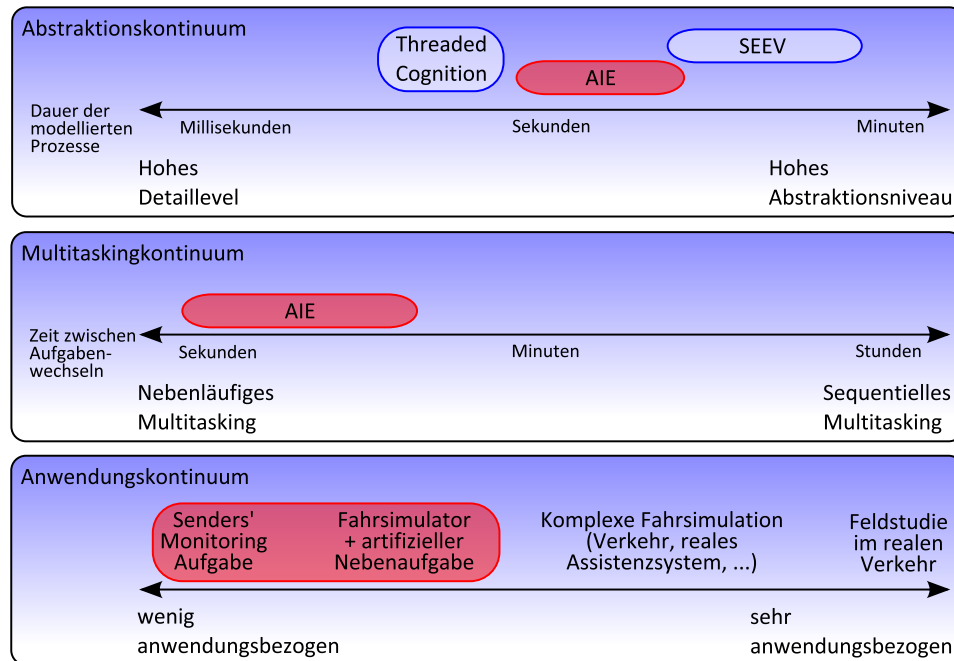 Abstraktionskontinuum
Threaded
Cognition
SEEV
AIE
Dauer der
modellierten
Prozesse
Millisekunden
Sekunden
Minuten
Hohes
Detaillevel
Hohes
Abstraktionsniveau
Multitaskingkontinuum
AIE
Zeit zwischen
Aufgaben-
wechseln
Sekunden
Minuten
Stunden
Nebenläufiges
Multitasking
Sequentielles
Multitasking
Anwendungskontinuum
Senders'
Monitoring
Aufgabe
Fahrsimulator
+ artifizieller
Nebenaufgabe
Komplexe Fahrsimulation
(Verkehr, reales
Assistenzsystem, ...)
Feldstudie
im realen
Verkehr
wenig
anwendungsbezogen
sehr
anwendungsbezogen